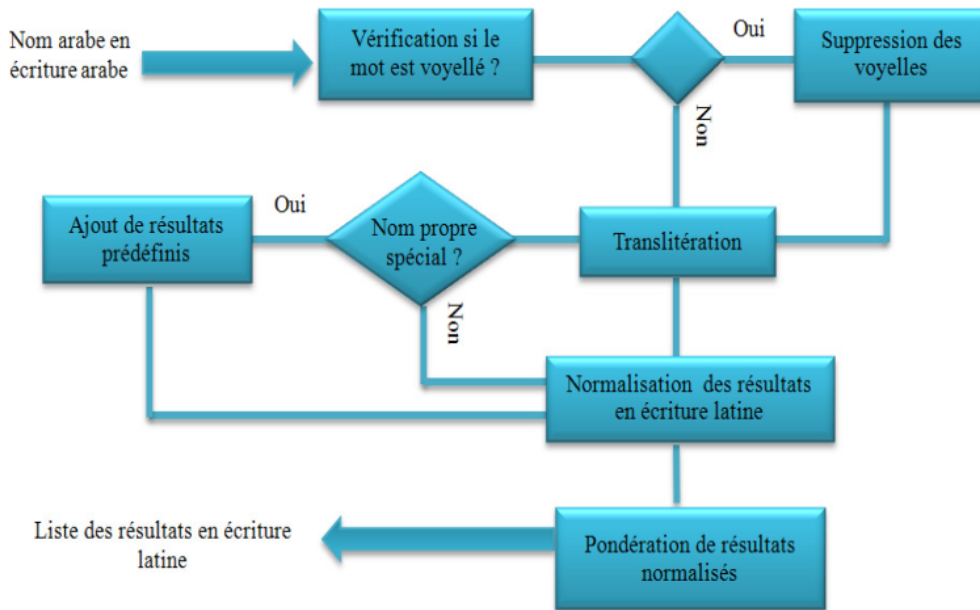 Nom arabe en
écriture arabe
Vérification si le
mot est voyellé ?
Oui
Suppression des
voyelles
Non
Ajout de résultats
prédéfinis
Oui
Nom propre
spécial ?
Translitération
Non
Normalisation des résultats
en écriture latine
Liste des résultats en écriture
latine
Pondération de résultats
normalisés